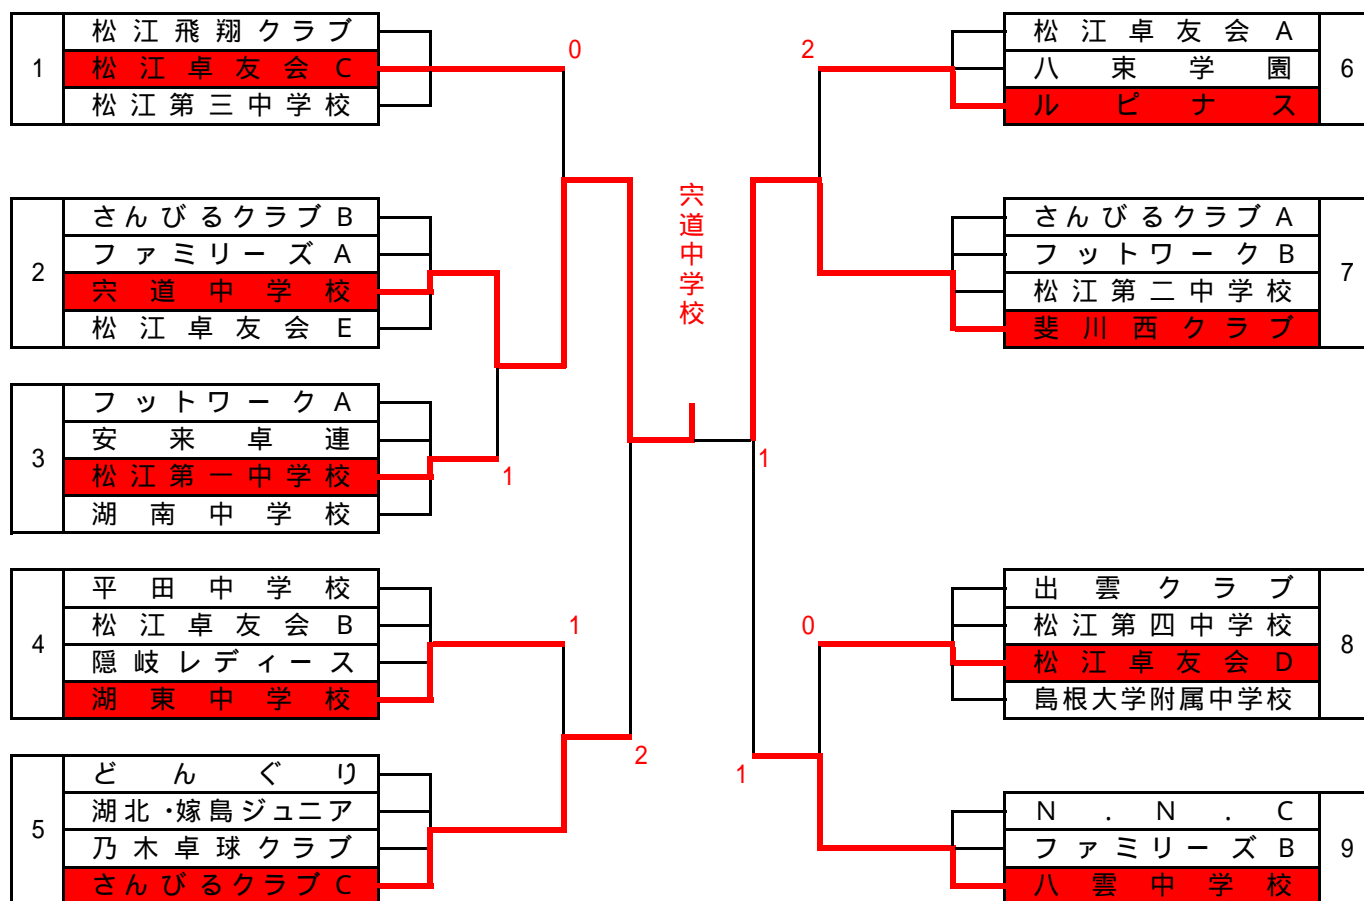 1
松江飛翔クラブ
松江卓友会C
松江第三中学校
0
2
さんびるクラブB
ファミリーズA
宍道中学校
松江卓友会E
3
フットワークA
安来卓連
松江第一中学校
湖南中学校
1
4
平田中学校
松江卓友会B
隠岐レディース
湖東中学校
1
5
どんぐり
湖北・嫁島ジュニア
乃木卓球クラブ
さんびるクラブC
2
宍道中学校
2
松江卓友会A
八束学園
ルピナス
6
さんびるクラブA
フットワークB
松江第二中学校
斐川西クラブ
7
1
0
出雲クラブ
松江第四中学校
松江卓友会D
島根大学附属中学校
8
1
N.N.C
ファミリーズB
八雲中学校
9